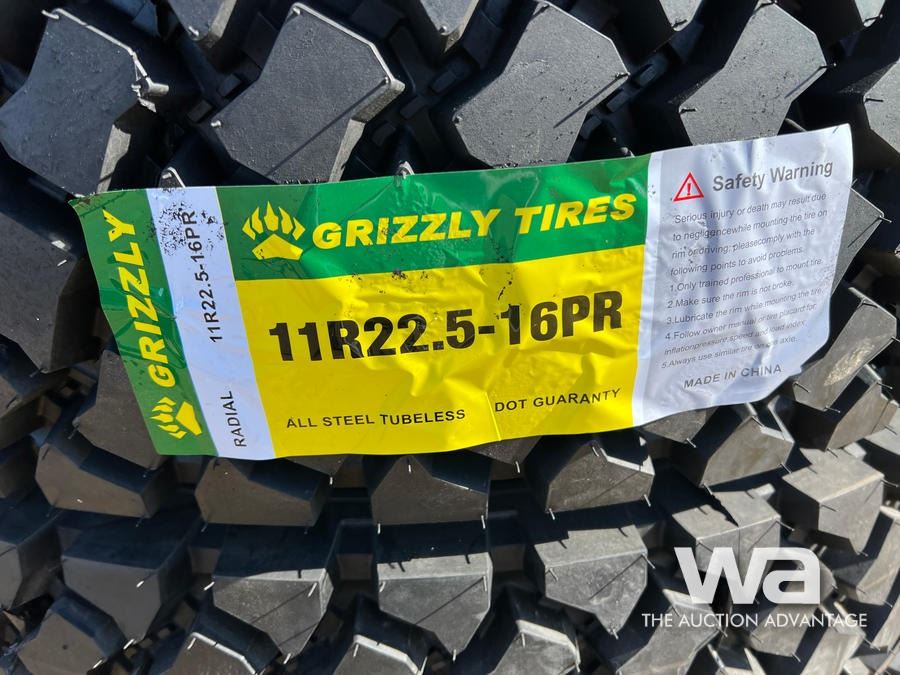 GRIZZLY
11R22.5-16PR
RADIAL
GRIZZLY TIRES
11R22.5-16PR
ALL STEEL TUBELESS
DOT GUARANTY
Safety Warning
Serious injury or death may result due
to negligencewhile mounting the tire on
rim or driving; pleasecomply with the
following points to avoid problems.
1.Only trained professional to mount tire.
2.Make sure the rim is not broke.
3.Lubricate the rim while mounting the tire.
4.Follow owner manual or tire placard for
Inflationpressure,speed and load index
5.Always use similar tire on one axle.
MADE IN CHINA
wa
THE AUCTION ADVANTAGE